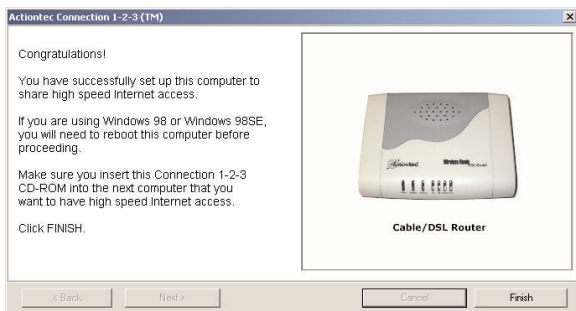 Actiontec Connection 1-2-3 (TM)
Congratulations!
You have successfully set up this computer to
share high speed Internet access.
If you are using Windows 98 or Windows 98SE,
you will need to reboot this computer before
proceeding.
Make sure you insert this Connection 1-2-3
CD-ROM into the next computer that you
want to have high speed Internet access.
Click FINISH.
Actiontec
Cable/DSL Router
< Back
Next >
Cancel
Finish